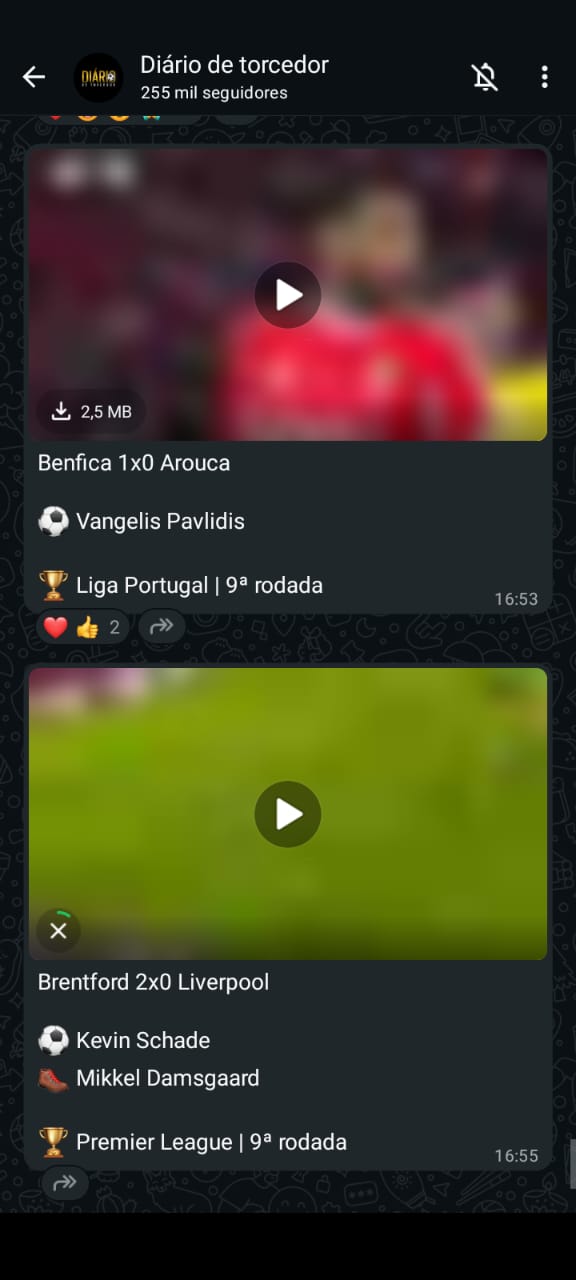 Diário de torcedor
255 mil seguidores
DIÁRIO
2,5 MB
Benfica 1x0 Arouca
⚽ Vangelis Pavlidis
🏆 Liga Portugal | 9ª rodada
16:53
❤️👍 2
Brentford 2x0 Liverpool
⚽ Kevin Schade
🥾 Mikkel Damsgaard
🏆 Premier League | 9ª rodada
16:55